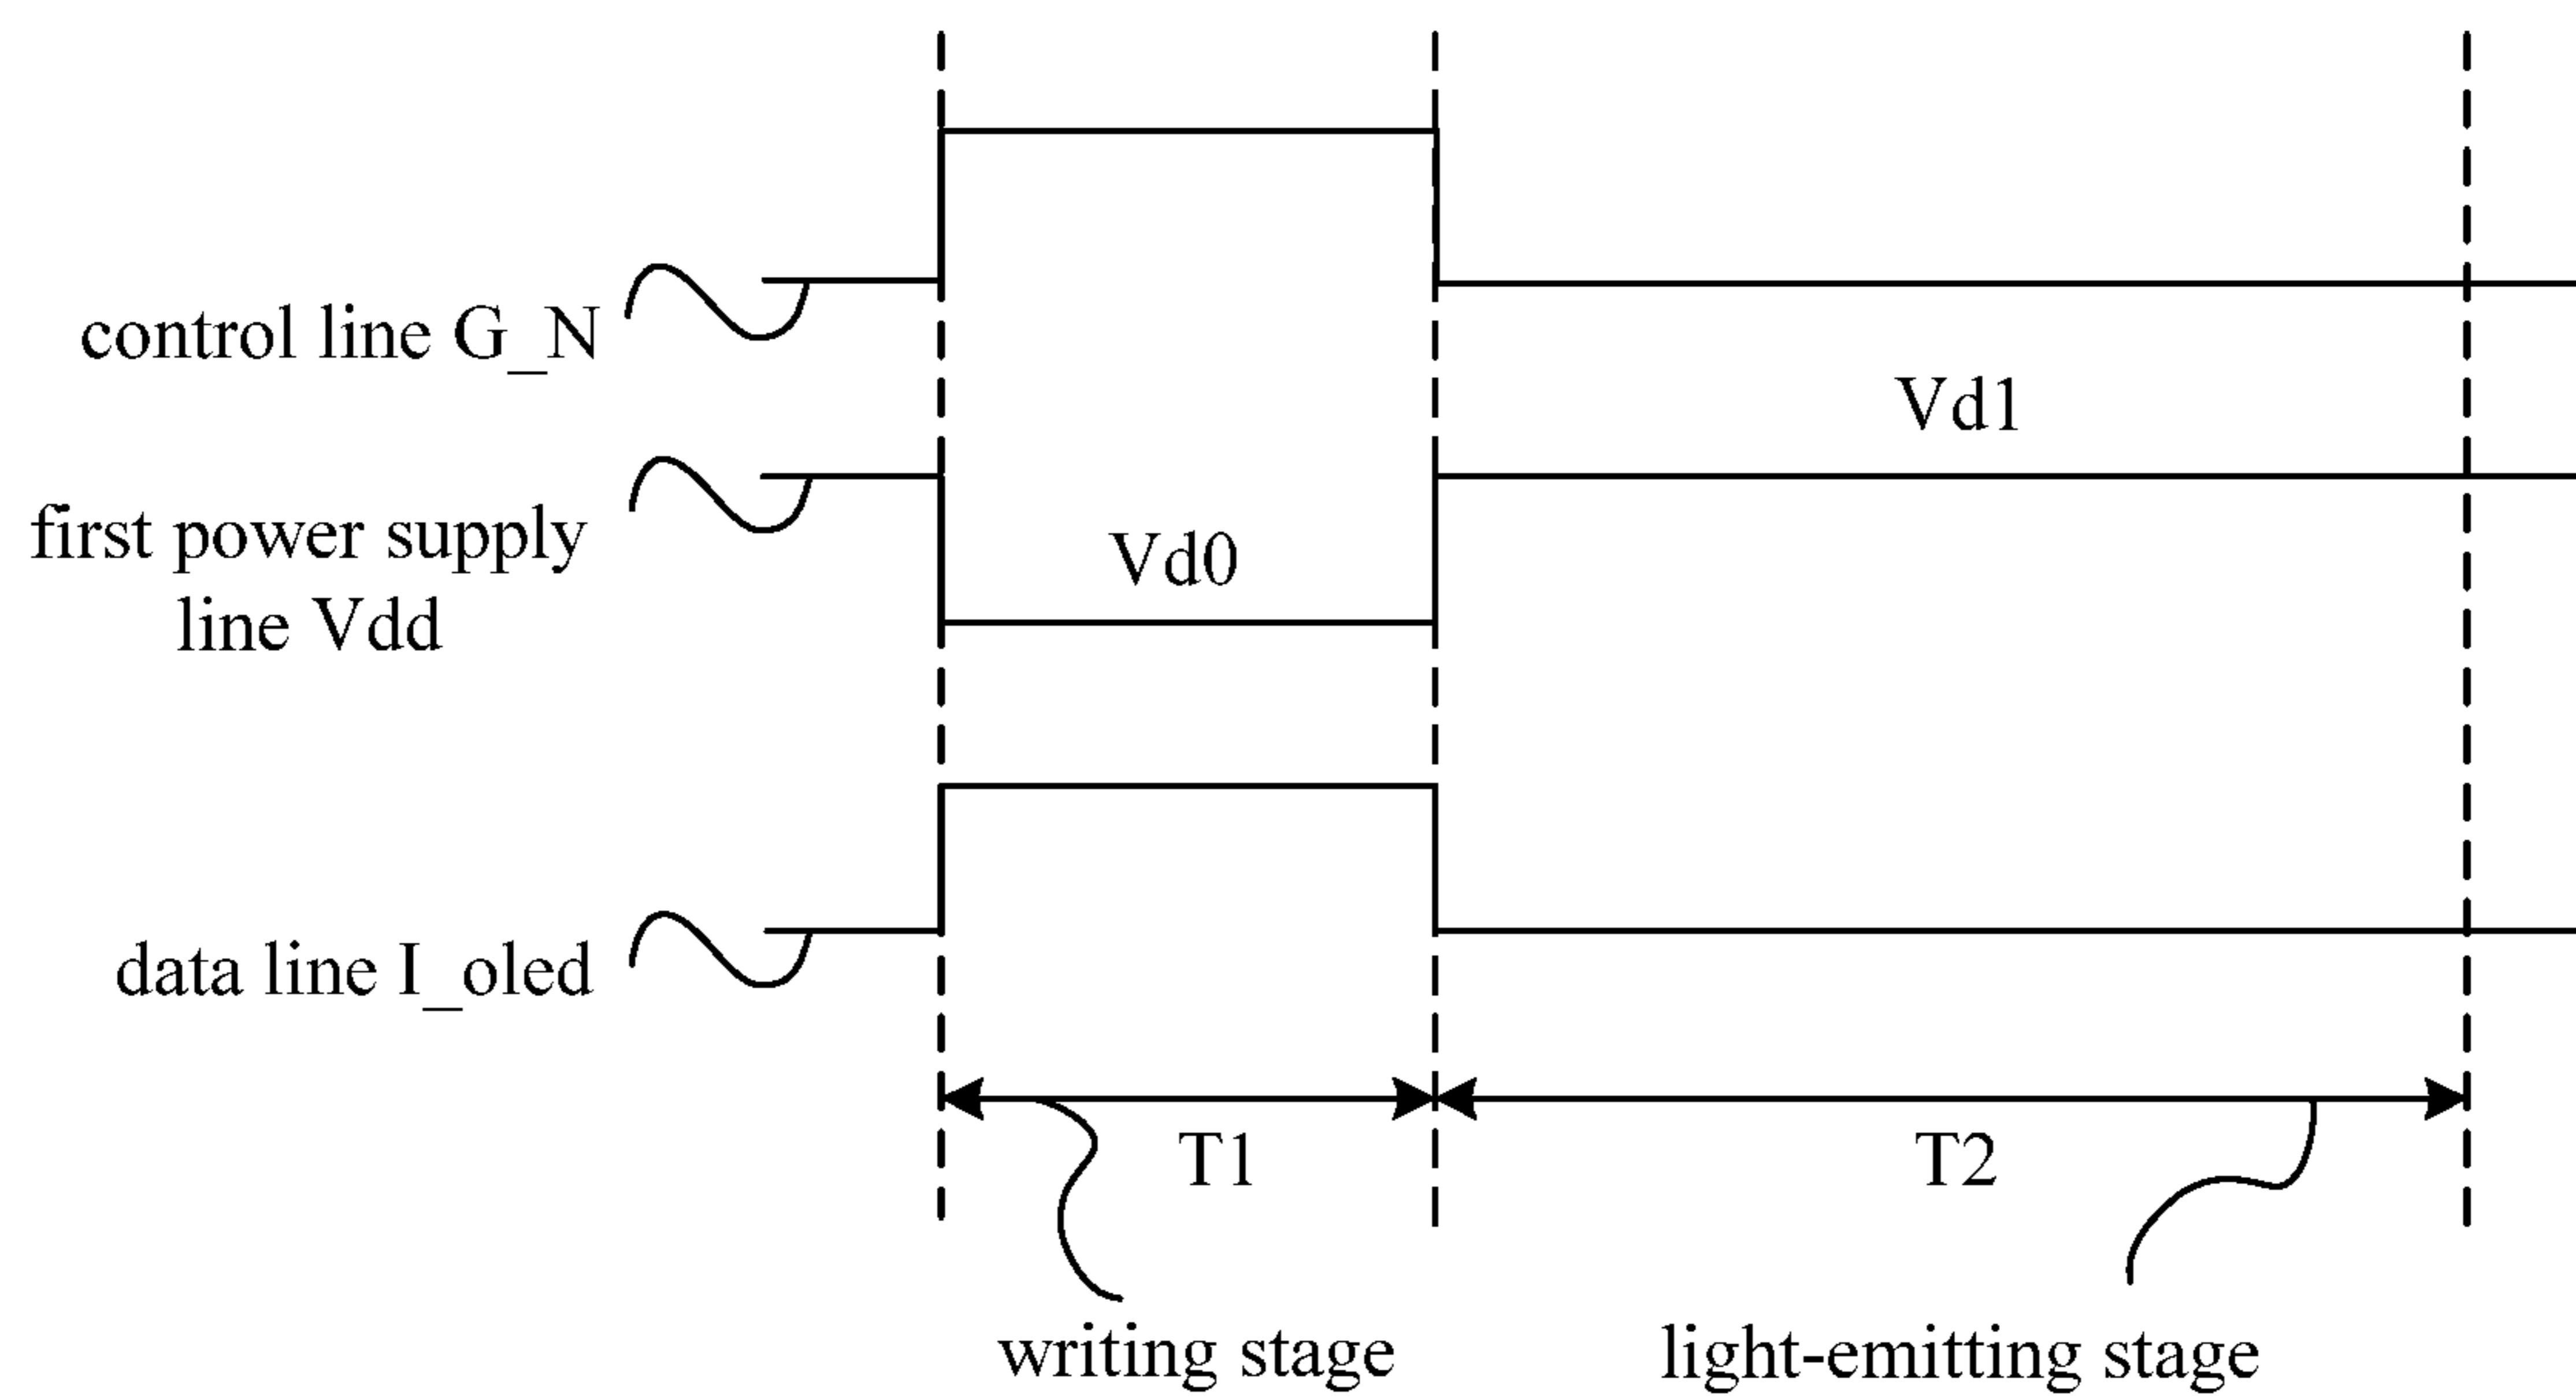 control line G_N
Vd1
first power supply
line Vdd
Vd0
data line I_oled
T1
T2
writing stage
light-emitting stage